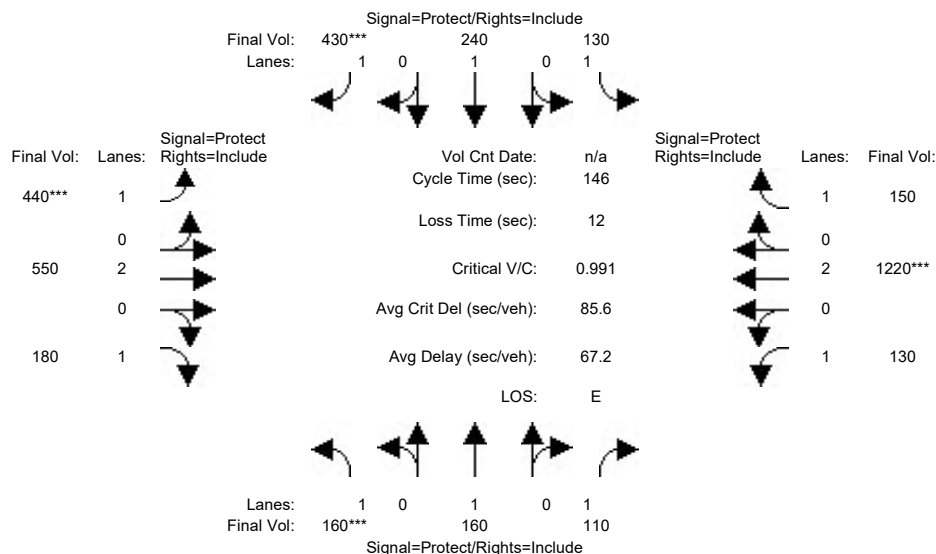 Signal=Protect/Rights=Include
Final Vol: 430*** 240 130
Lanes: 1 0 1 0 1
Signal=Protect
Final Vol: Lanes: Rights=Include
Vol Cnt Date: n/a
Signal=Protect
Rights=Include Lanes: Final Vol:
Cycle Time (sec): 146
440*** 1
1 150
Loss Time (sec): 12
0
0
550 2
Critical V/C: 0.991
2 1220***
0
Avg Crit Del (sec/veh): 85.6
0
180 1
Avg Delay (sec/veh): 67.2
1 130
LOS: E
Lanes: 1 0 1 0 1
Final Vol: 160*** 160 110
Signal=Protect/Rights=Include